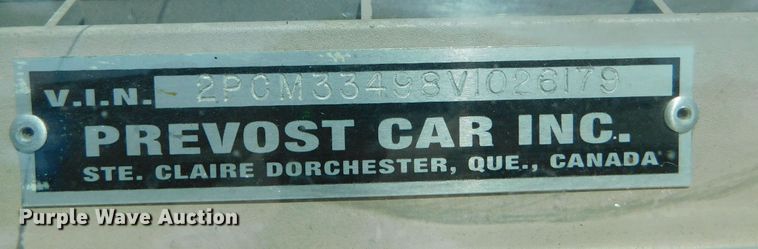 V.I.N. 2PCM33498V1026179
PREVOST CAR INC.
STE. CLAIRE DORCHESTER, QUE., CANADA
Purple Wave Auction